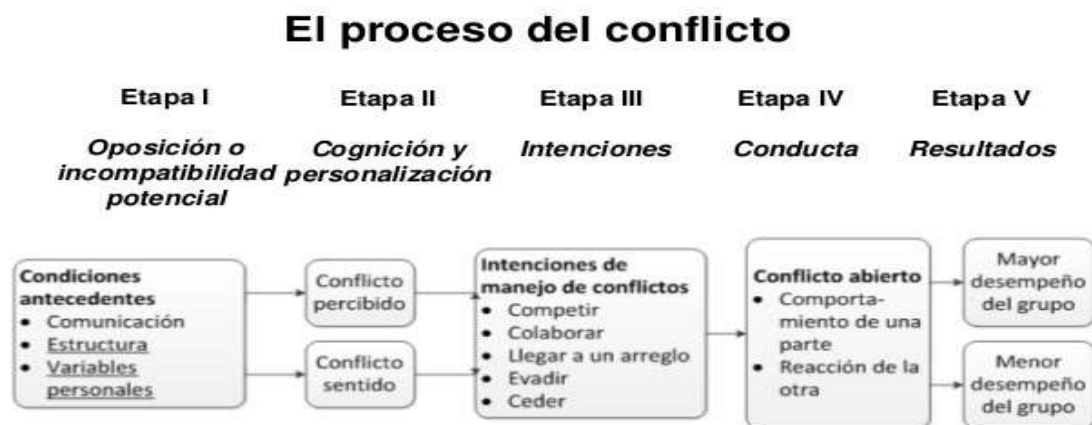 El proceso del conflicto
Etapa I
Oposición o
incompatibilidad
potencial
Etapa II
Cognición y
personalización
Etapa III
Intenciones
Etapa IV
Conducta
Etapa V
Resultados
Condiciones
antecedentes
• Comunicación
• Estructura
• Variables
personales
Conflicto
percibido
Conflicto
sentido
Intenciones de
manejo de conflictos
• Competir
• Colaborar
• Llegar a un arreglo
• Evadir
• Ceder
Conflicto abierto
• Comporta-
miento de una
parte
• Reacción de la
otra
Mayor
desempeño
del grupo
Menor
desempeño
del grupo